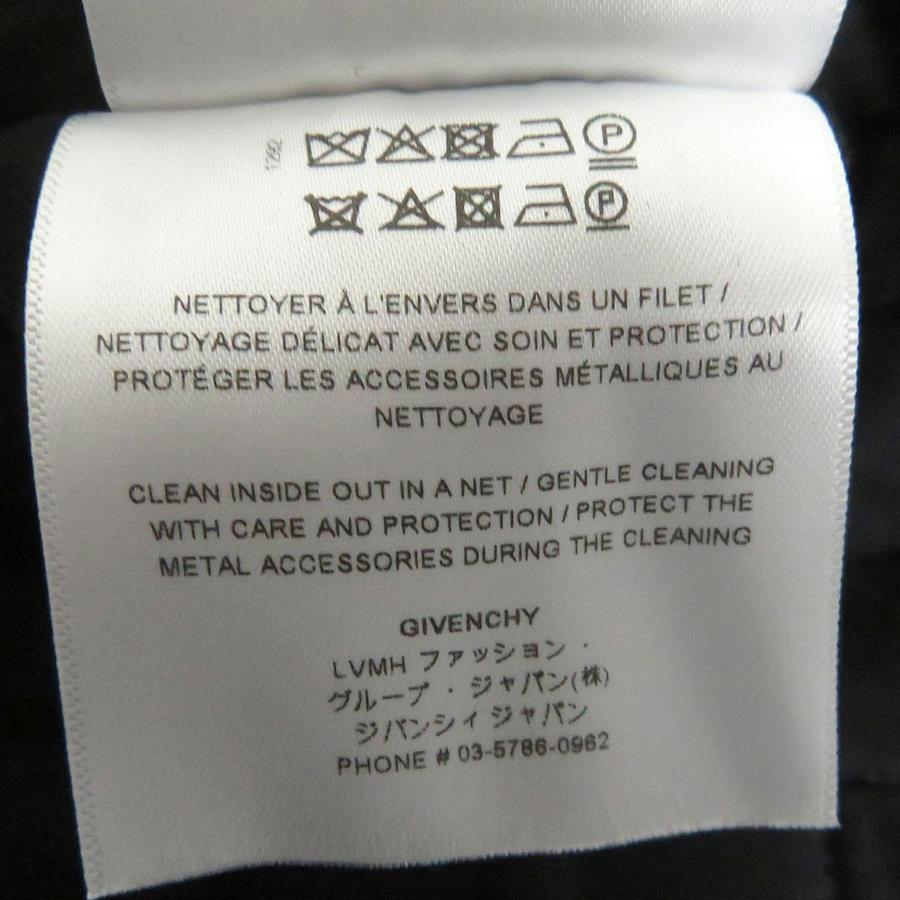 1292
P
P
NETTOYER À L'ENVERS DANS UN FILET /
NETTOYAGE DÉLICAT AVEC SOIN ET PROTECTION /
PROTÉGER LES ACCESSOIRES MÉTALLIQUES AU
NETTOYAGE
CLEAN INSIDE OUT IN A NET / GENTLE CLEANING
WITH CARE AND PROTECTION / PROTECT THE
METAL ACCESSORIES DURING THE CLEANING
GIVENCHY
LVMH ファッション ・
グループ ・ ジャパン(株)
ジバンシィ ジャパン
PHONE # 03-5786-0962